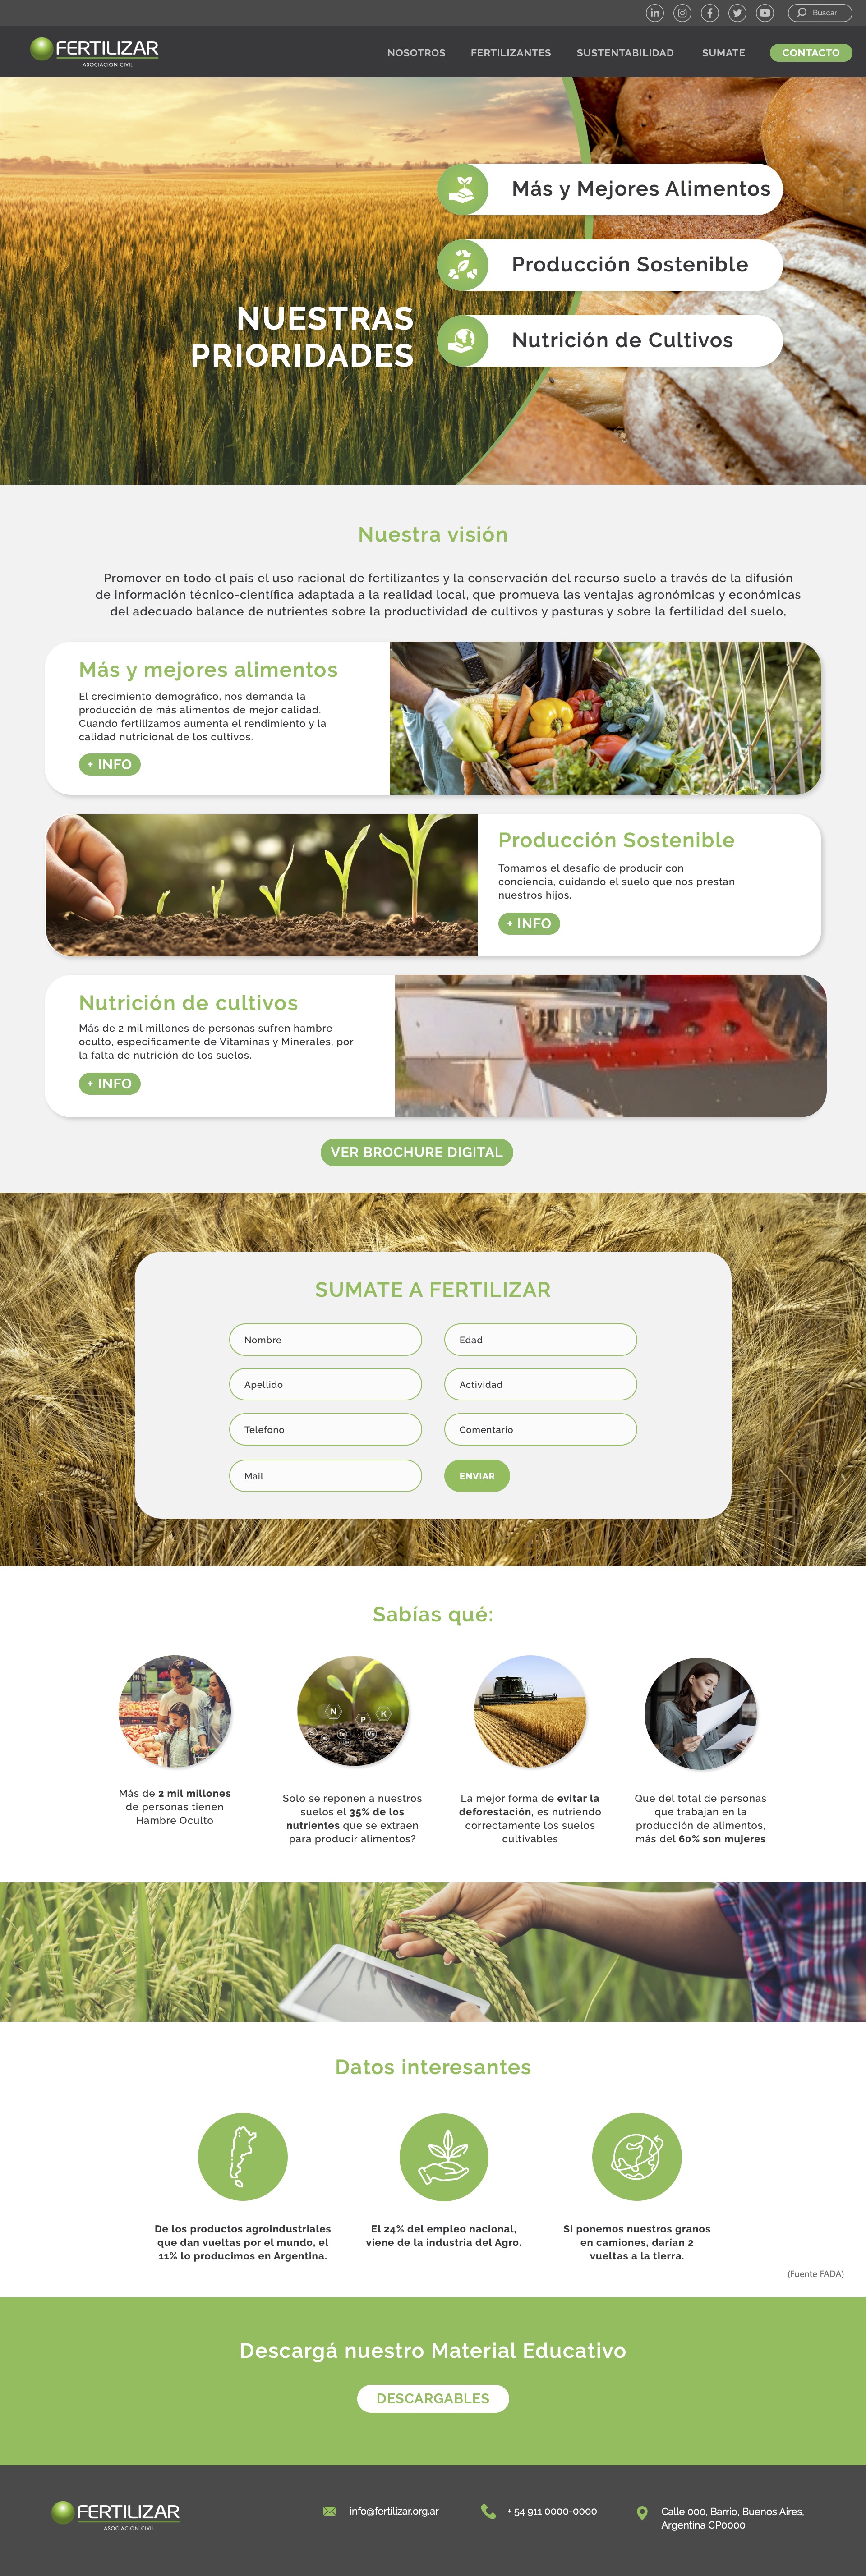 Buscar
FERTILIZAR
ASOCIACION CIVIL
NOSOTROS
FERTILIZANTES
SUSTENTABILIDAD
SUMATE
CONTACTO
Más y Mejores Alimentos
Producción Sostenible
Nutrición de Cultivos
NUESTRAS
PRIORIDADES
Nuestra visión
Promover en todo el país el uso racional de fertilizantes y la conservación del recurso suelo a través de la difusión
de información técnico-científica adaptada a la realidad local, que promueva las ventajas agronómicas y económicas
del adecuado balance de nutrientes sobre la productividad de cultivos y pasturas y sobre la fertilidad del suelo,
Más y mejores alimentos
El crecimiento demográfico, nos demanda la
producción de más alimentos de mejor calidad.
Cuando fertilizamos aumenta el rendimiento y la
calidad nutricional de los cultivos.
+ INFO
Producción Sostenible
Tomamos el desafío de producir con
conciencia, cuidando el suelo que nos prestan
nuestros hijos.
+ INFO
Nutrición de cultivos
Más de 2 mil millones de personas sufren hambre
oculto, específicamente de Vitaminas y Minerales, por
la falta de nutrición de los suelos.
+ INFO
VER BROCHURE DIGITAL
SUMATE A FERTILIZAR
Nombre
Edad
Apellido
Actividad
Telefono
Comentario
Mail
ENVIAR
Sabías qué:
N
P
K
Más de 2 mil millones
de personas tienen
Hambre Oculto
Solo se reponen a nuestros
suelos el 35% de los
nutrientes que se extraen
para producir alimentos?
La mejor forma de evitar la
deforestación, es nutriendo
correctamente los suelos
cultivables
Que del total de personas
que trabajan en la
producción de alimentos,
más del 60% son mujeres
Datos interesantes
De los productos agroindustriales
que dan vueltas por el mundo, el
11% lo producimos en Argentina.
El 24% del empleo nacional,
viene de la industria del Agro.
Si ponemos nuestros granos
en camiones, darían 2
vueltas a la tierra.
(Fuente FADA)
Descargá nuestro Material Educativo
DESCARGABLES
FERTILIZAR
ASOCIACION CIVIL
info@fertilizar.org.ar
+ 54 911 0000-0000
Calle 000, Barrio, Buenos Aires,
Argentina CP0000